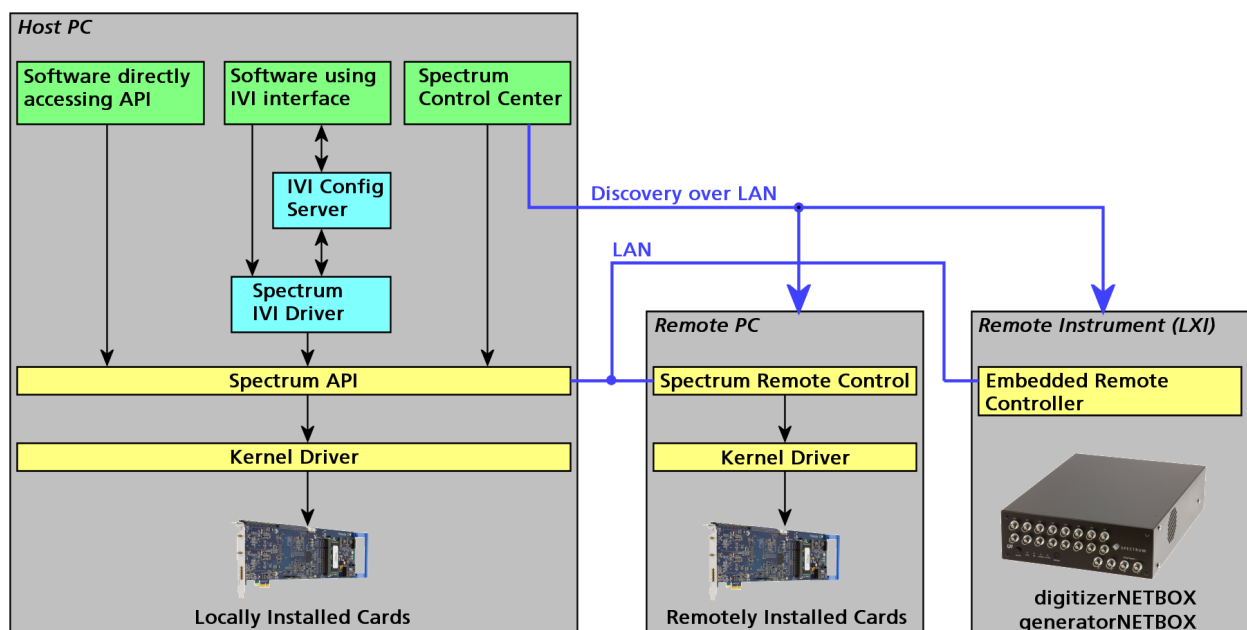 Host PC
Software directly
accessing API
Software using
IVI interface
Spectrum
Control Center
IVI Config
Server
Discovery over LAN
LAN
Spectrum
IVI Driver
Remote PC
Remote Instrument (LXI)
Spectrum API
Spectrum Remote Control
Embedded Remote
Controller
Kernel Driver
Kernel Driver
SPECTRUM
Locally Installed Cards
Remotely Installed Cards
digitizerNETBOX
generatorNETBOX